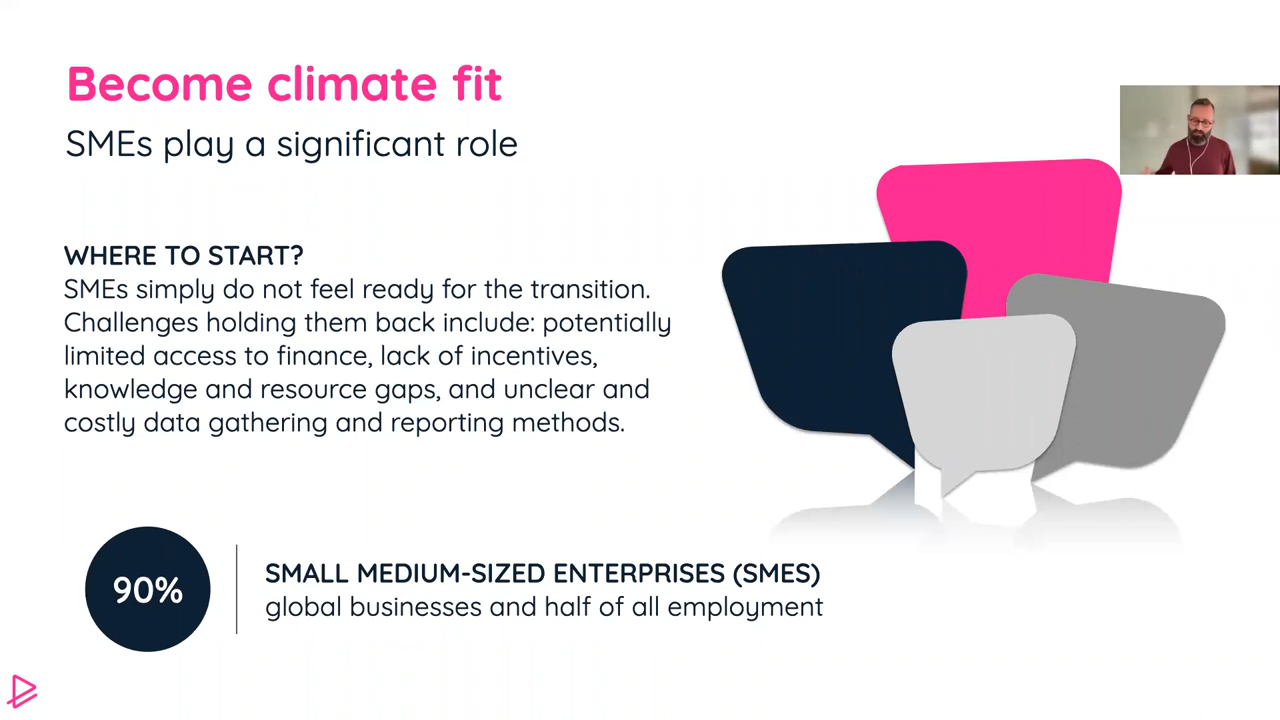 Become climate fit
SMEs play a significant role
WHERE TO START?
SMEs simply do not feel ready for the transition.
Challenges holding them back include: potentially
limited access to finance, lack of incentives,
knowledge and resource gaps, and unclear and
costly data gathering and reporting methods.
90%
SMALL MEDIUM-SIZED ENTERPRISES (SMES)
global businesses and half of all employment